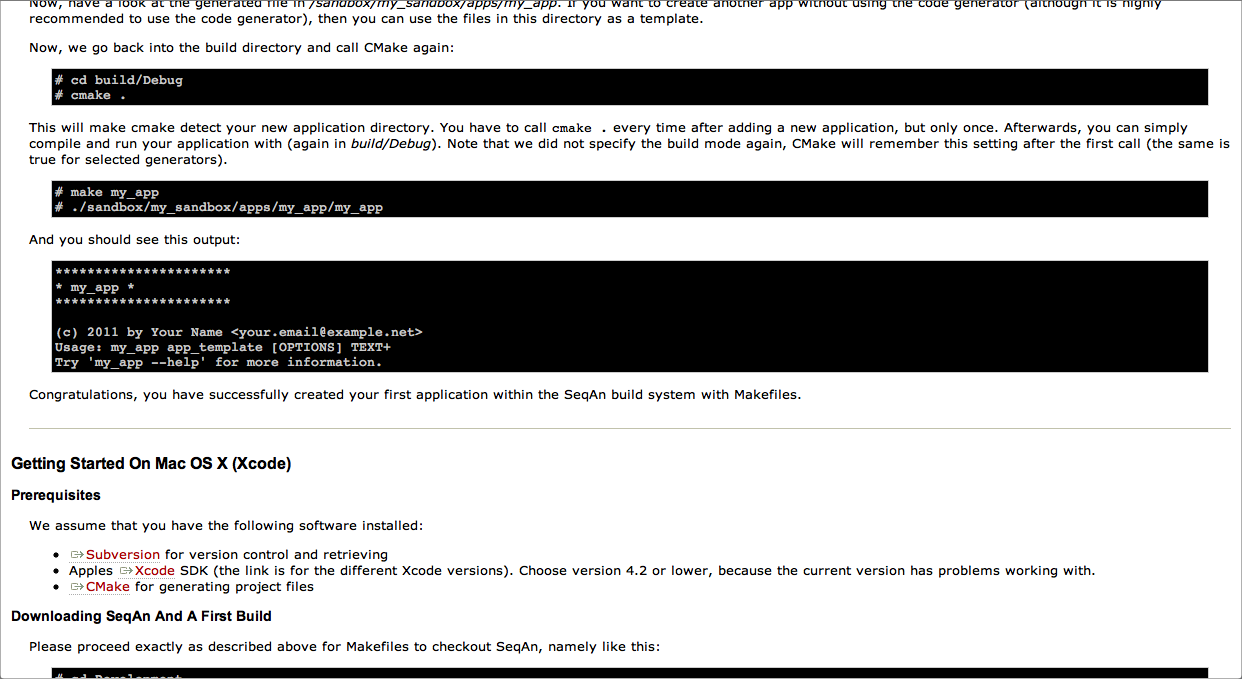 Now, have a look at the generated file in /sandbox/my_sandbox/apps/my_app. If you want to create another app without using the code generator (although it is highly
recommended to use the code generator), then you can use the files in this directory as a template.
Now, we go back into the build directory and call CMake again:
# cd build/Debug
# cmake .
This will make cmake detect your new application directory. You have to call cmake . every time after adding a new application, but only once. Afterwards, you can simply
compile and run your application with (again in build/Debug). Note that we did not specify the build mode again, CMake will remember this setting after the first call (the same is
true for selected generators).
# make my_app
# ./sandbox/my_sandbox/apps/my_app/my_app
And you should see this output:
**********************
* my_app *
**********************
(c) 2011 by Your Name <your.email@example.net>
Usage: my_app app_template [OPTIONS] TEXT+
Try 'my_app --help' for more information.
Congratulations, you have successfully created your first application within the SeqAn build system with Makefiles.
Getting Started On Mac OS X (Xcode)
Prerequisites
We assume that you have the following software installed:
• Subversion for version control and retrieving
• Apples Xcode SDK (the link is for the different Xcode versions). Choose version 4.2 or lower, because the current version has problems working with.
• CMake for generating project files
Downloading SeqAn And A First Build
Please proceed exactly as described above for Makefiles to checkout SeqAn, namely like this:
# cd Development